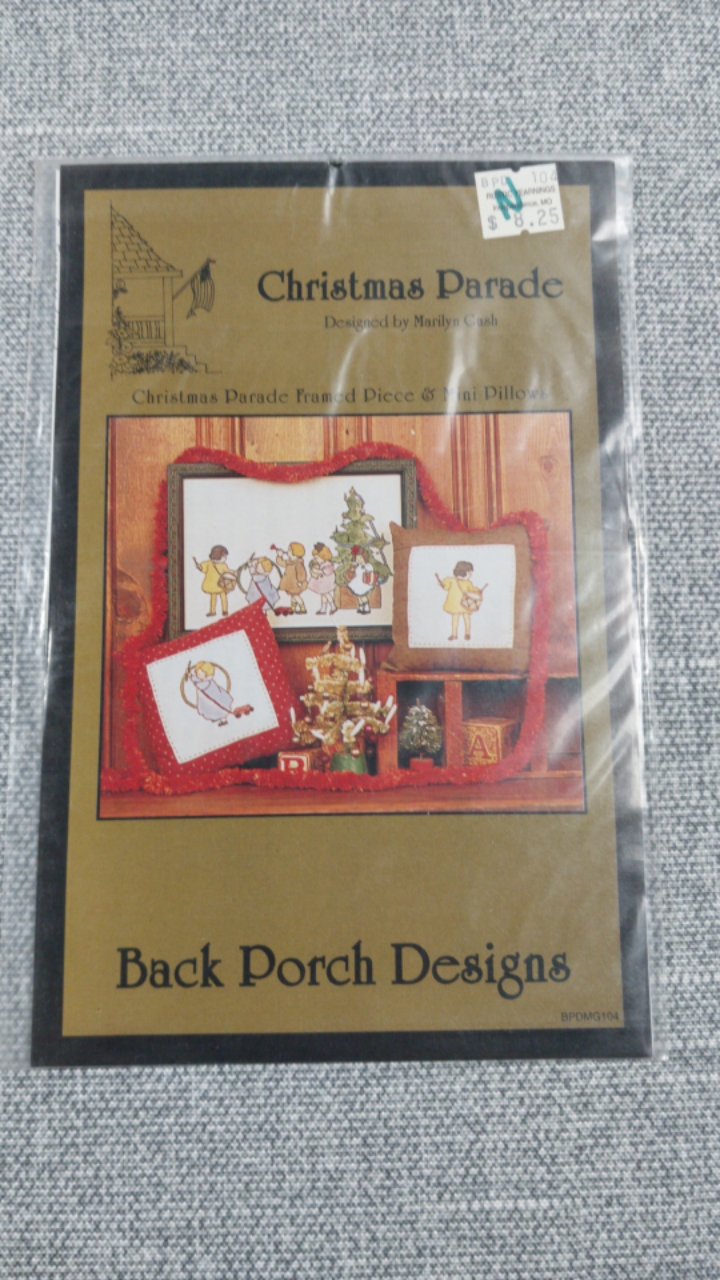 BPD 104
$ 8.25
N
Christmas Parade
Designed by Marilyn Cash
Christmas Parade Framed Piece & Mini Pillows
A
B
Back Porch Designs
BPDMG104